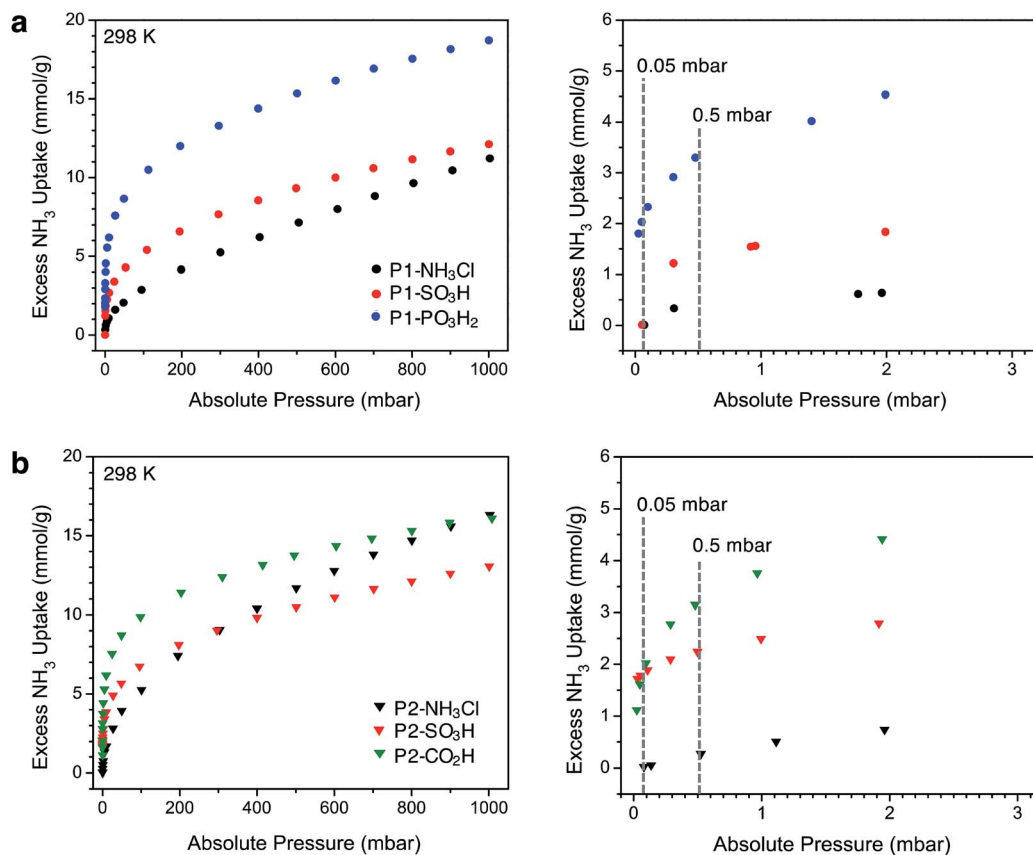 a
298 K
20
15
10
5
0
Excess NH₃ Uptake (mmol/g)
P1-NH₃Cl
P1-SO₃H
P1-PO₃H₂
0 200 400 600 800 1000
Absolute Pressure (mbar)
6
5
4
3
2
1
0
Excess NH₃ Uptake (mmol/g)
0.05 mbar
0.5 mbar
0 1 2 3
Absolute Pressure (mbar)
b
298 K
20
15
10
5
0
Excess NH₃ Uptake (mmol/g)
P2-NH₃Cl
P2-SO₃H
P2-CO₂H
0 200 400 600 800 1000
Absolute Pressure (mbar)
6
5
4
3
2
1
0
Excess NH₃ Uptake (mmol/g)
0.05 mbar
0.5 mbar
0 1 2 3
Absolute Pressure (mbar)